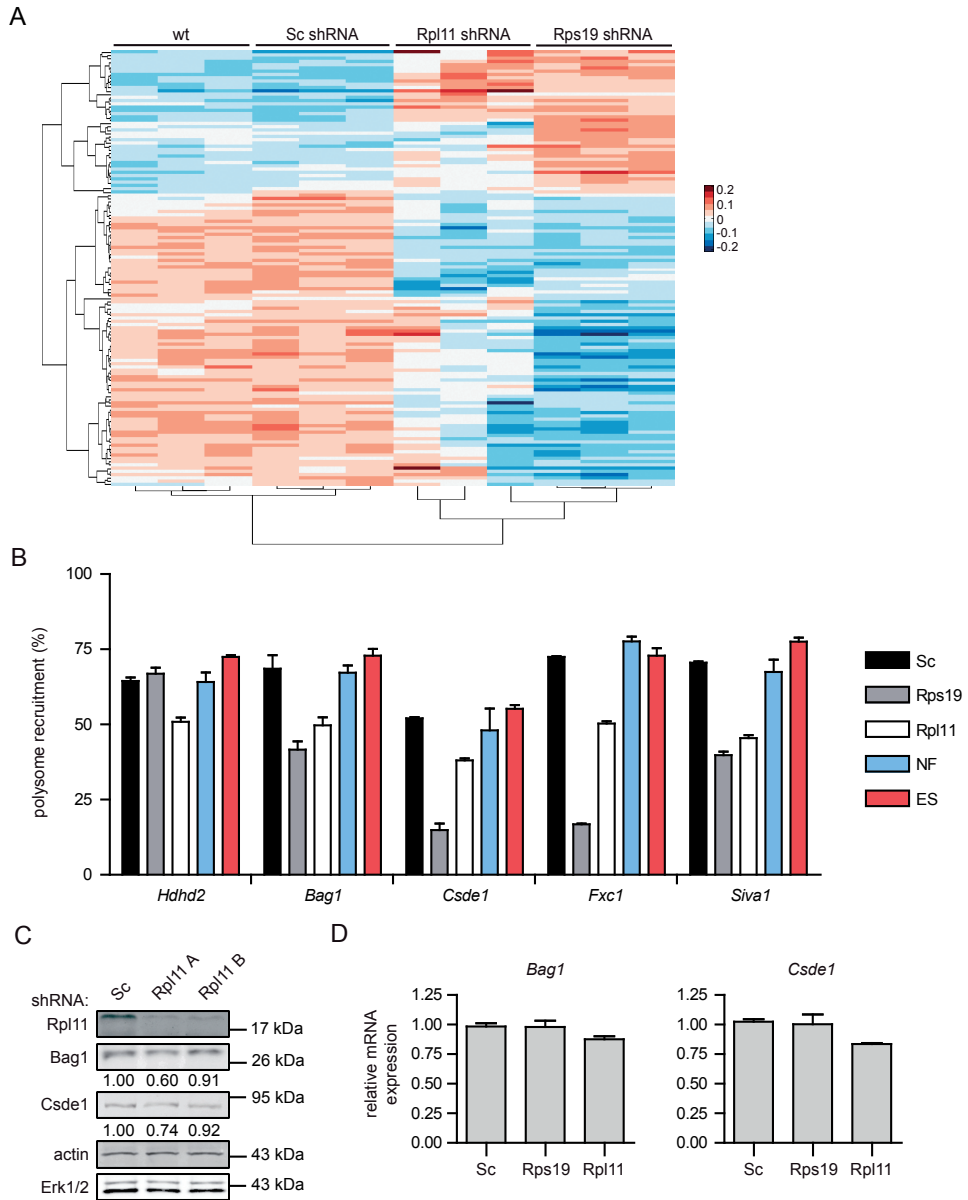 A
wt Sc shRNA Rpl11 shRNA Rps19 shRNA
0.2
0.1
0
-0.1
-0.2
B
polysome recruitment (%)
100
75
50
25
0
Hdhd2 Bag1 Csde1 Fxc1 Siva1
Sc
Rps19
Rpl11
NF
ES
C
shRNA: Sc Rpl11 A Rpl11 B
Rpl11 17 kDa
Bag1 26 kDa
1.00 0.60 0.91
Csde1 95 kDa
1.00 0.74 0.92
actin 43 kDa
Erk1/2 43 kDa
D
Bag1
relative mRNA
expression
1.25
1.00
0.75
0.50
0.25
0.00
Sc Rps19 Rpl11
Csde1
1.25
1.00
0.75
0.50
0.25
0.00
Sc Rps19 Rpl11